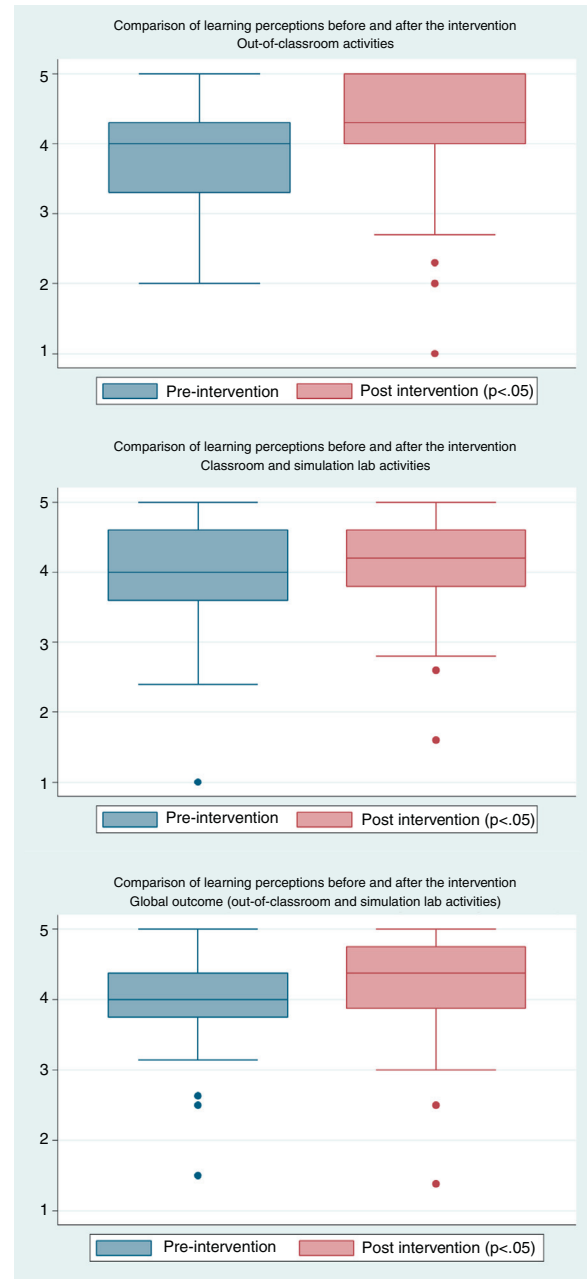 Comparison of learning perceptions before and after the intervention
Out-of-classroom activities
5
4
3
2
1
Pre-intervention Post intervention (p<.05)
Comparison of learning perceptions before and after the intervention
Classroom and simulation lab activities
5
4
3
2
1
Pre-intervention Post intervention (p<.05)
Comparison of learning perceptions before and after the intervention
Global outcome (out-of-classroom and simulation lab activities)
5
4
3
2
1
Pre-intervention Post intervention (p<.05)